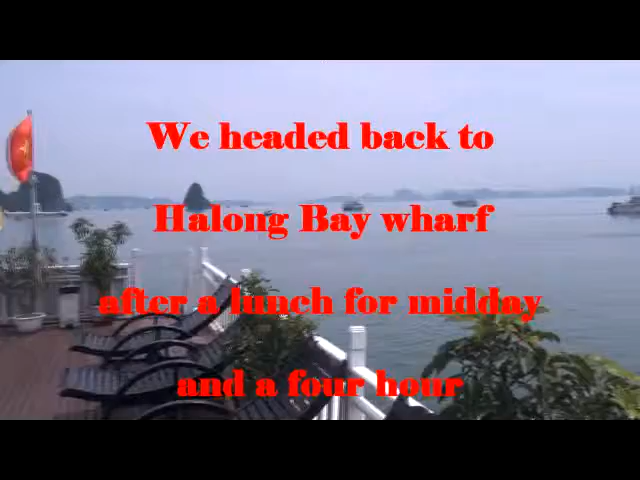 We headed back to
Halong Bay wharf
after a lunch for midday
and a four hour